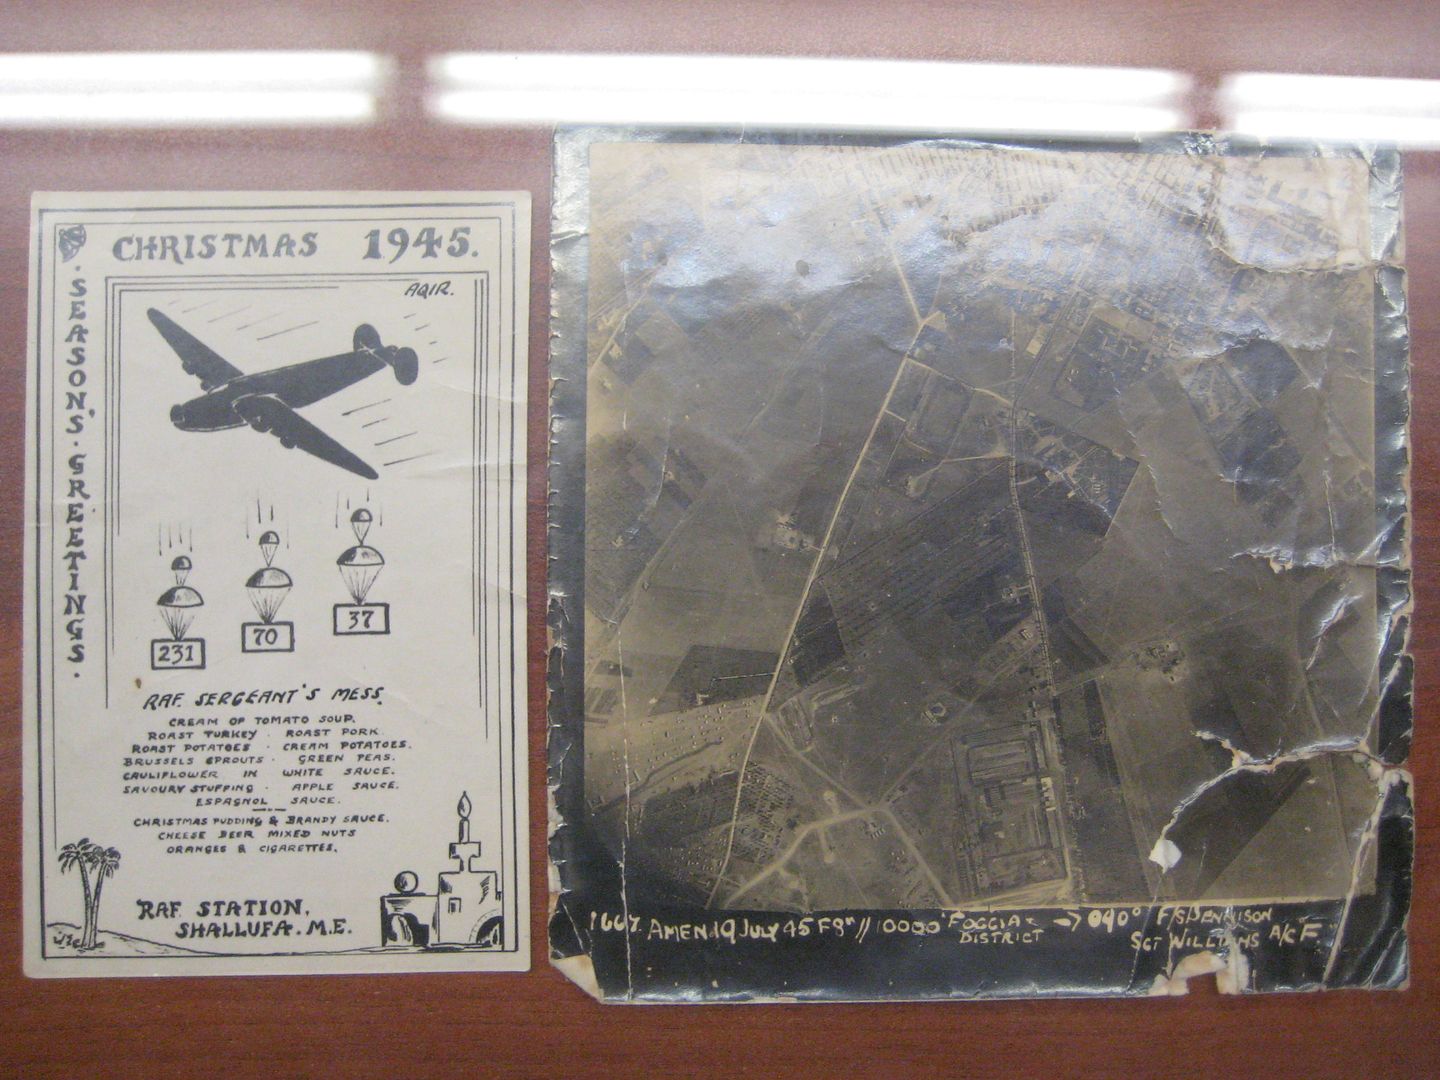 CHRISTMAS 1945.
· SEASON'S · GREETINGS ·
AQIR.
231
70
37
RAF. SERGEANT'S MESS.
CREAM OF TOMATO SOUP.
ROAST TURKEY · ROAST PORK.
ROAST POTATOES · CREAM POTATOES.
BRUSSELS SPROUTS · GREEN PEAS.
CAULIFLOWER IN WHITE SAUCE.
SAVOURY STUFFING · APPLE SAUCE.
ESPAGNOL SAUCE.
CHRISTMAS PUDDING & BRANDY SAUCE.
CHEESE BEER MIXED NUTS
ORANGES & CIGARETTES.
RAF STATION,
SHALLUFA. M.E.
1667. AMEN 19 JULY 45 F8" // 10000' FOGGIA DISTRICT → 040° F/S DENNISON
SGT WILLIAMS A/C F.